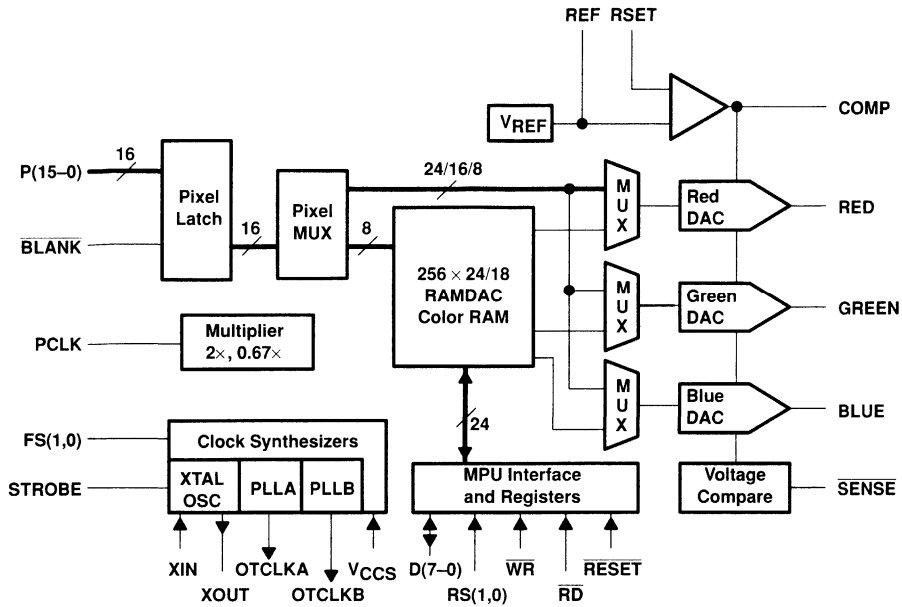 REF RSET
VREF
COMP
P(15–0)
16
Pixel
Latch
BLANK
16
Pixel
MUX
24/16/8
8
256 × 24/18
RAMDAC
Color RAM
MUX
Red
DAC
RED
MUX
Green
DAC
GREEN
MUX
Blue
DAC
BLUE
PCLK
Multiplier
2×, 0.67×
24
FS(1,0)
Clock Synthesizers
STROBE
XTAL
OSC
PLLA
PLLB
MPU Interface
and Registers
Voltage
Compare
SENSE
XIN
XOUT
OTCLKA
OTCLKB
VCCS
D(7–0)
RS(1,0)
WR
RD
RESET